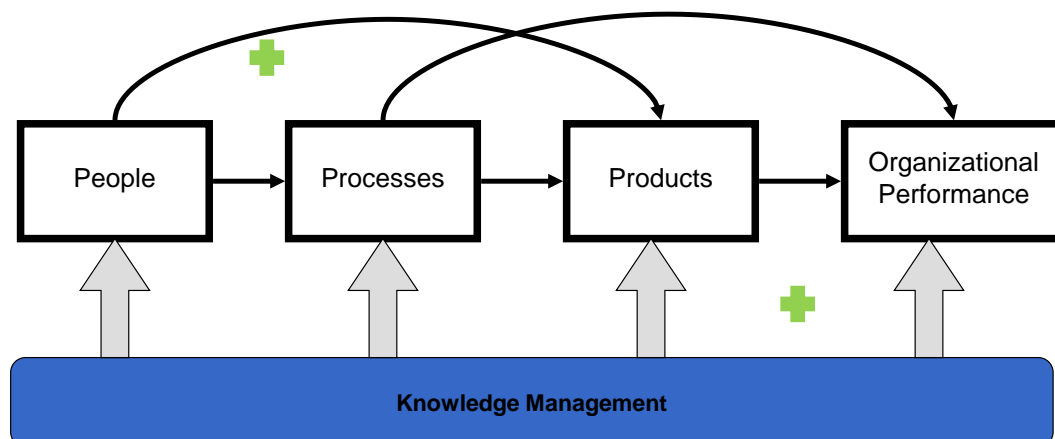 People
Processes
Products
Organizational
Performance
Knowledge Management